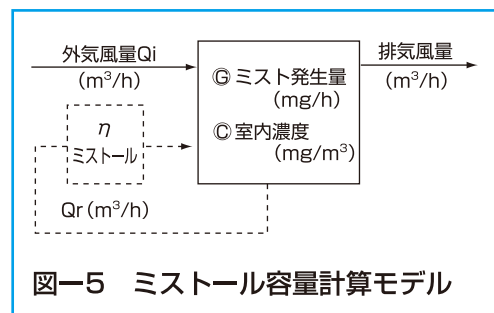 外気風量Qi
(m³/h)
排気風量
(m³/h)
Ⓖミスト発生量
(mg/h)
Ⓒ室内濃度
(mg/m³)
η
ミストール
Qr(m³/h)
図ー5 ミストール容量計算モデル